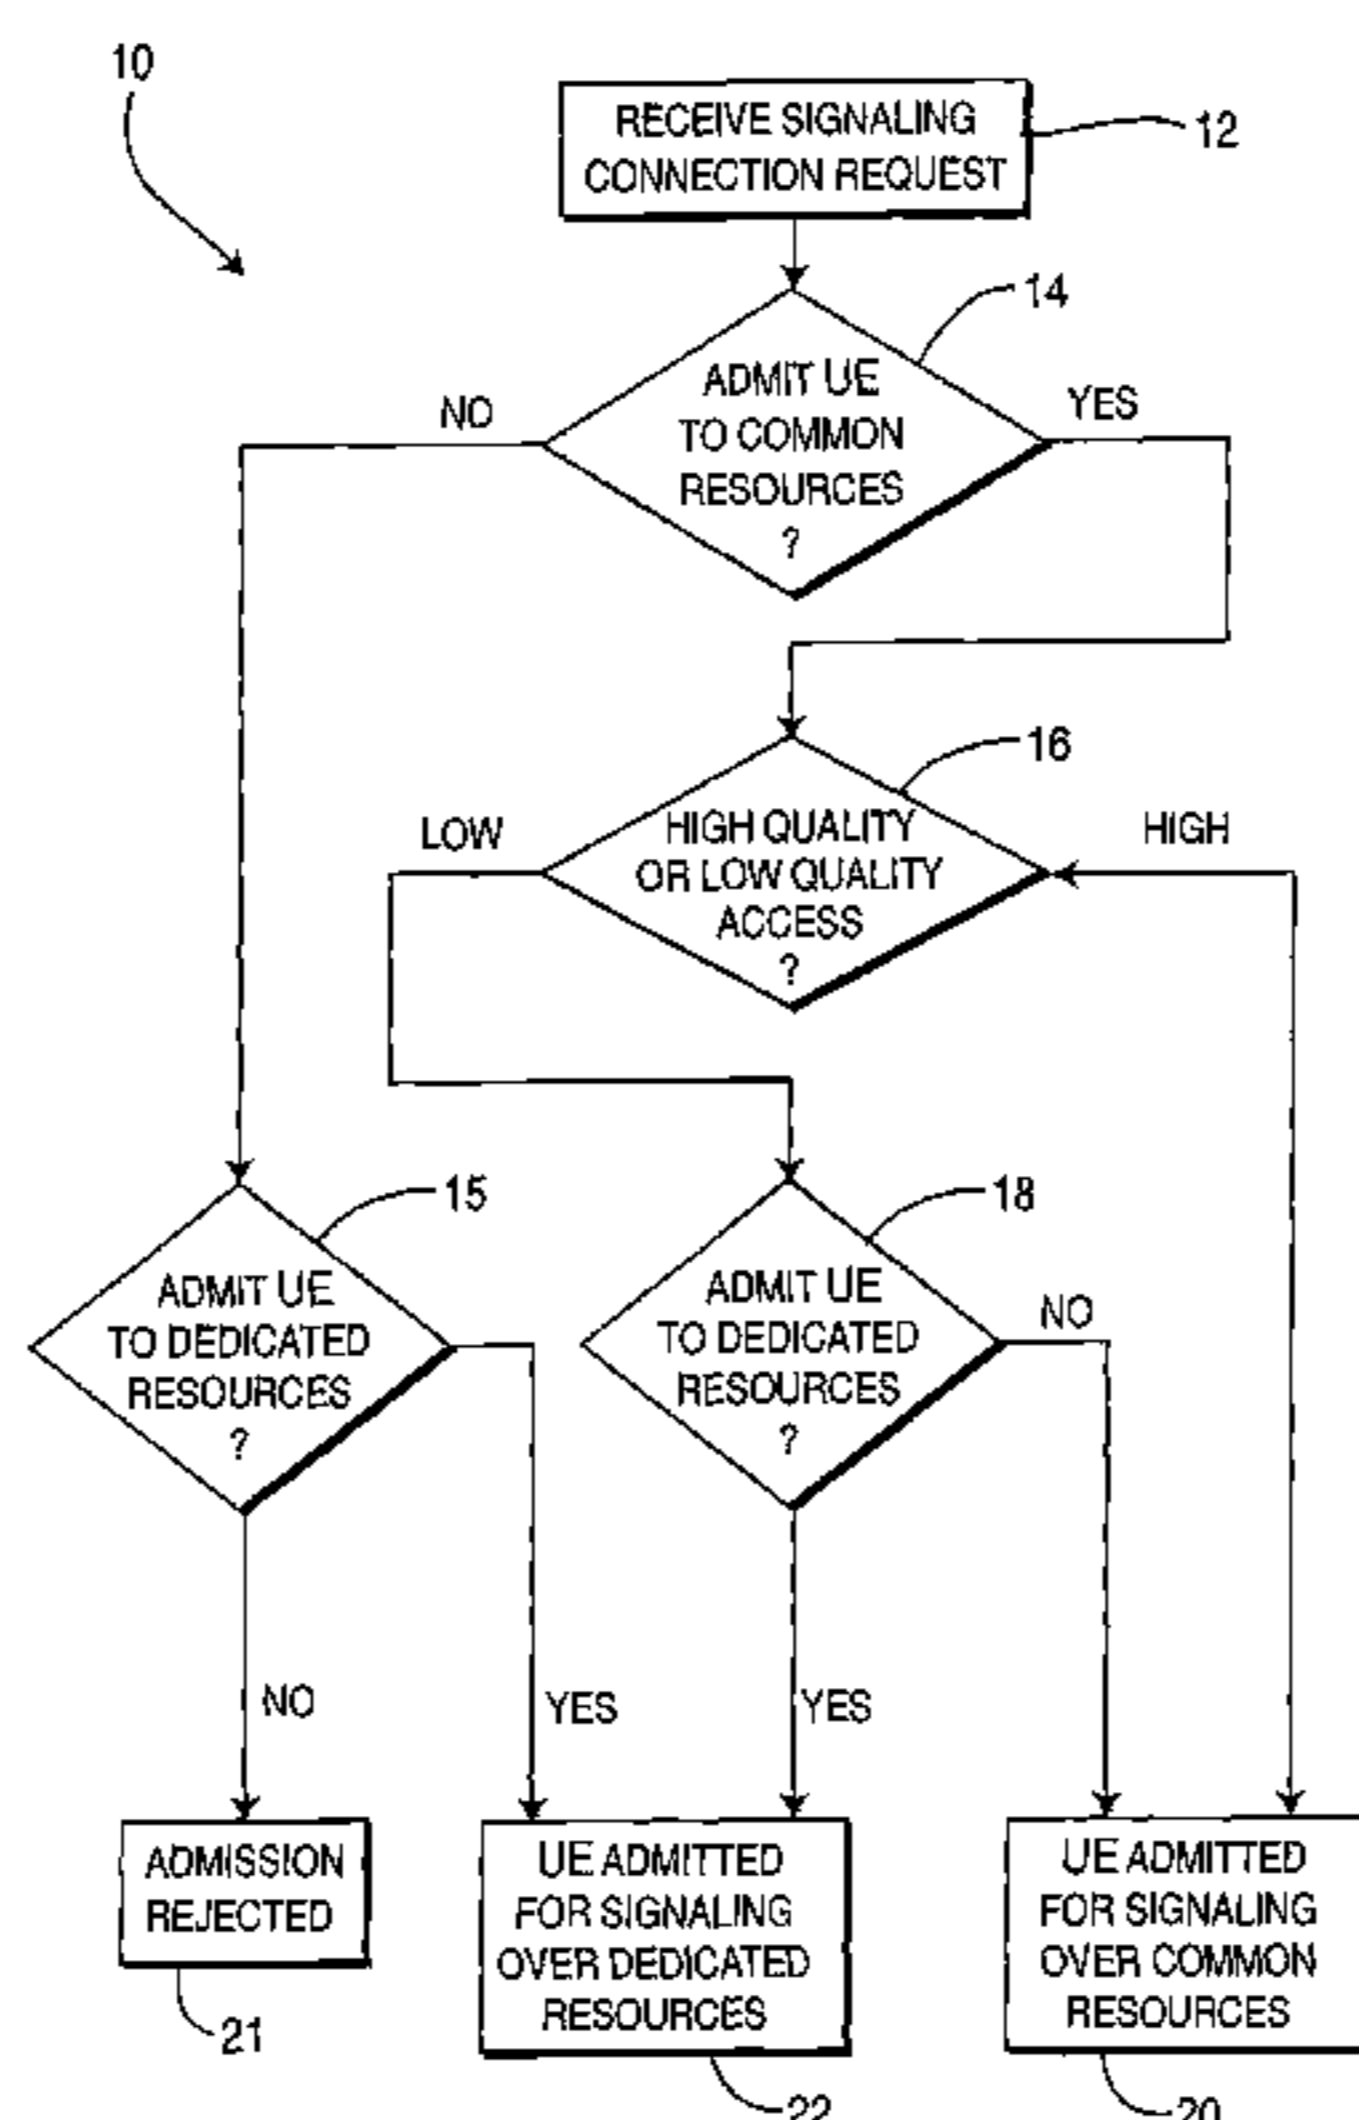 10
RECEIVE SIGNALING
CONNECTION REQUEST
12
14
ADMIT UE
TO COMMON
RESOURCES
?
NO
YES
16
HIGH QUALITY
OR LOW QUALITY
ACCESS
?
LOW
HIGH
15
ADMIT UE
TO DEDICATED
RESOURCES
?
18
ADMIT UE
TO DEDICATED
RESOURCES
?
NO
NO
YES
YES
ADMISSION
REJECTED
21
UE ADMITTED
FOR SIGNALING
OVER DEDICATED
RESOURCES
22
UE ADMITTED
FOR SIGNALING
OVER COMMON
RESOURCES
20